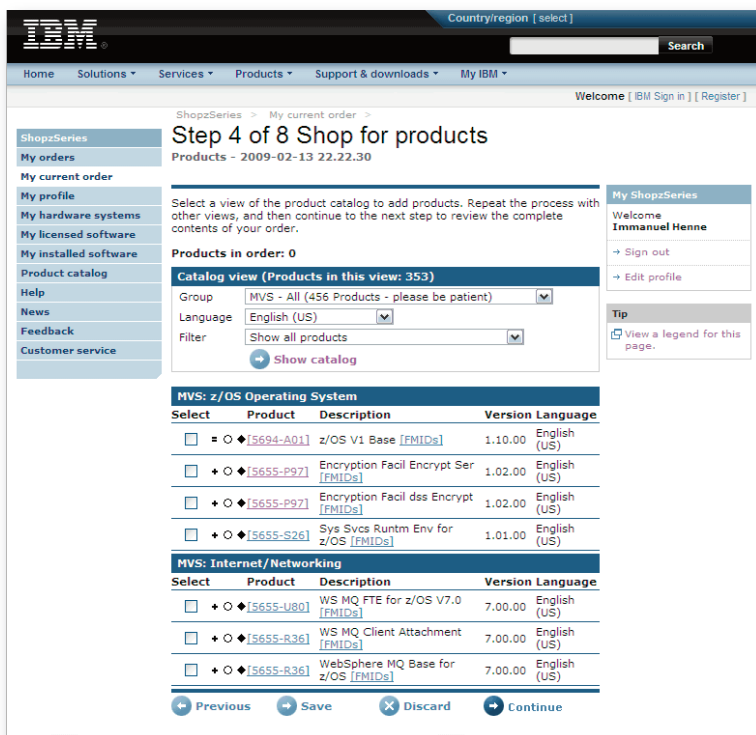 Country/region [ select ]
IBM ®
Search
Home Solutions Services Products Support & downloads My IBM
Welcome [ IBM Sign in ] [ Register ]
ShopzSeries > My current order >
Step 4 of 8 Shop for products
Products - 2009-02-13 22.22.30
ShopzSeries
My orders
My current order
My profile
My hardware systems
My licensed software
My installed software
Product catalog
Help
News
Feedback
Customer service
Select a view of the product catalog to add products. Repeat the process with
other views, and then continue to the next step to review the complete
contents of your order.
Products in order: 0
Catalog view (Products in this view: 353)
Group MVS - All (456 Products - please be patient)
Language English (US)
Filter Show all products
Show catalog
MVS: z/OS Operating System
Select Product Description Version Language
= [5694-A01] z/OS V1 Base [FMIDs] 1.10.00 English (US)
+ [5655-P97] Encryption Facil Encrypt Ser [FMIDs] 1.02.00 English (US)
+ [5655-P97] Encryption Facil dss Encrypt [FMIDs] 1.02.00 English (US)
+ [5655-S26] Sys Svcs Runtm Env for z/OS [FMIDs] 1.01.00 English (US)
MVS: Internet/Networking
Select Product Description Version Language
+ [5655-U80] WS MQ FTE for z/OS V7.0 [FMIDs] 7.00.00 English (US)
+ [5655-R36] WS MQ Client Attachment [FMIDs] 7.00.00 English (US)
+ [5655-R36] WebSphere MQ Base for z/OS [FMIDs] 7.00.00 English (US)
Previous Save Discard Continue
My ShopzSeries
Welcome
Immanuel Henne
→ Sign out
→ Edit profile
Tip
View a legend for this
page.